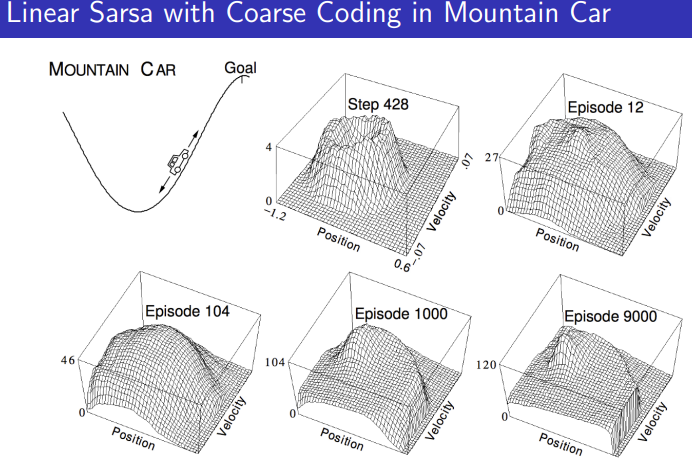 Linear Sarsa with Coarse Coding in Mountain Car
MOUNTAIN CAR
Goal
Step 428
4
0
-1.2
Position
0.6
-.07
Velocity
.07
Episode 12
27
0
Position
Velocity
Episode 104
46
0
Position
Velocity
Episode 1000
104
0
Position
Velocity
Episode 9000
120
0
Position
Velocity